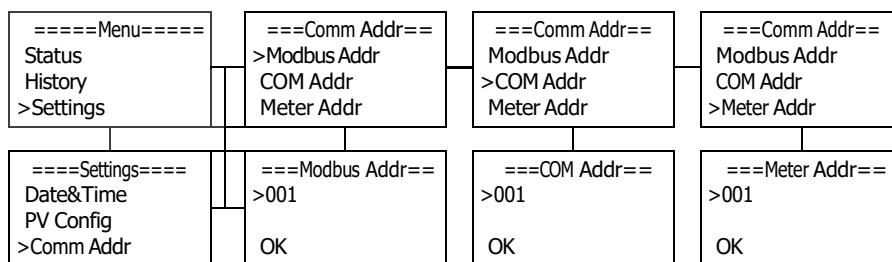 =====Menu=====
Status
History
>Settings
===Comm Addr==
>Modbus Addr
COM Addr
Meter Addr
===Comm Addr==
Modbus Addr
>COM Addr
Meter Addr
===Comm Addr==
Modbus Addr
COM Addr
>Meter Addr
====Settings====
Date&Time
PV Config
>Comm Addr
===Modbus Addr==
>001
OK
===COM Addr==
>001
OK
===Meter Addr==
>001
OK